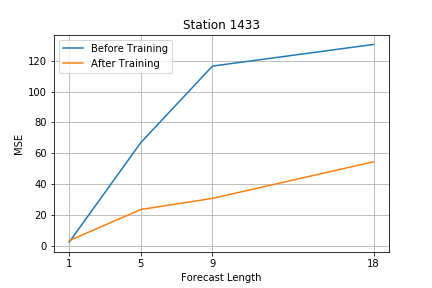 Station 1433
Before Training
After Training
120
100
80
60
40
20
0
MSE
1 5 9 18
Forecast Length